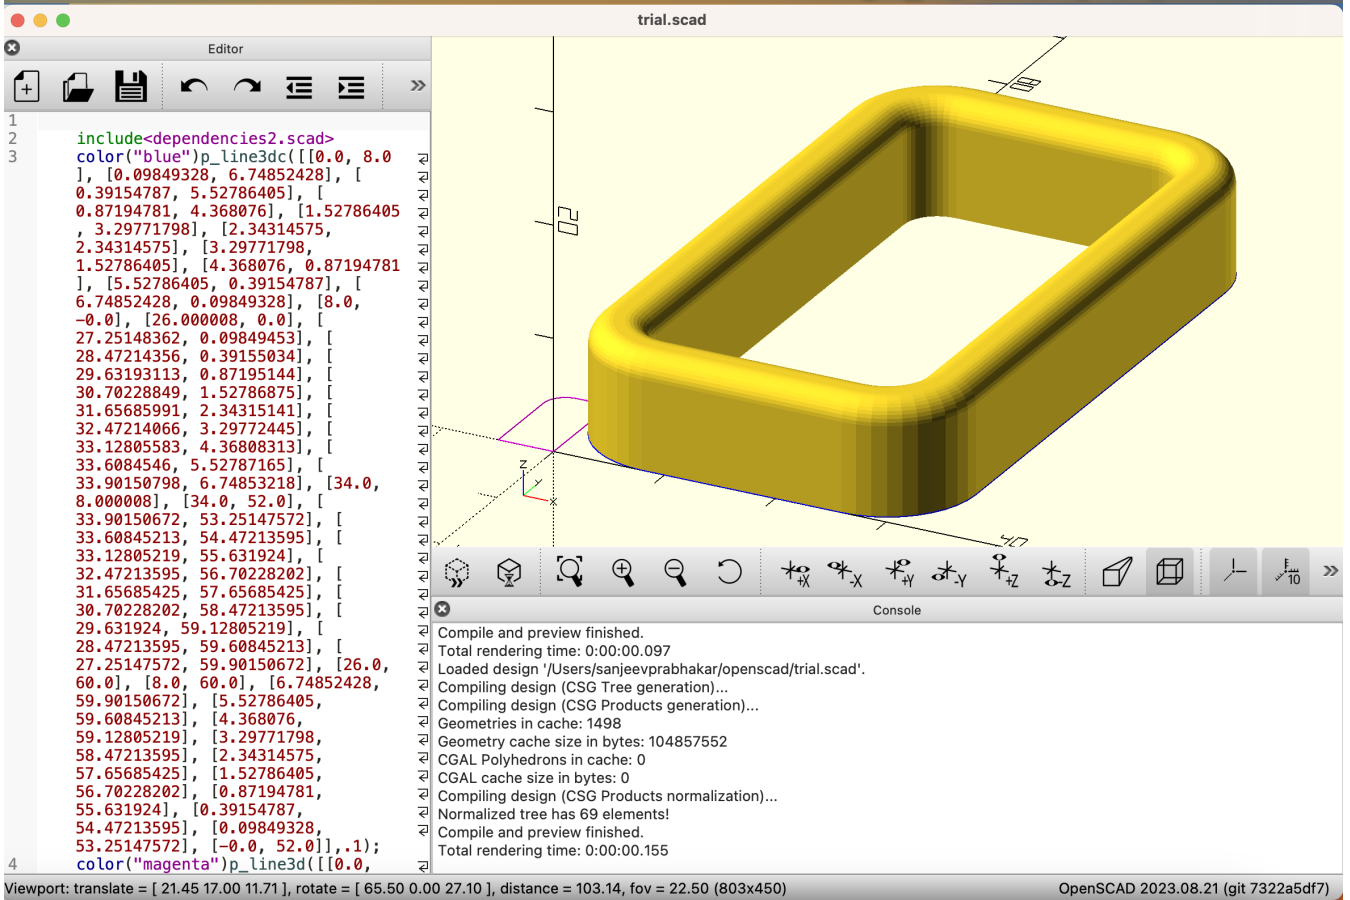 trial.scad
Editor
1
2 include<dependencies2.scad>
3 color("blue")p_line3dc([[0.0, 8.0
], [0.09849328, 6.74852428], [
0.39154787, 5.52786405], [
0.87194781, 4.368076], [1.52786405
, 3.29771798], [2.34314575,
2.34314575], [3.29771798,
1.52786405], [4.368076, 0.87194781
], [5.52786405, 0.39154787], [
6.74852428, 0.09849328], [8.0,
-0.0], [26.000008, 0.0], [
27.25148362, 0.09849453], [
28.47214356, 0.39155034], [
29.63193113, 0.87195144], [
30.70228849, 1.52786875], [
31.65685991, 2.34315141], [
32.47214066, 3.29772445], [
33.12805583, 4.36808313], [
33.6084546, 5.52787165], [
33.90150798, 6.74853218], [34.0,
8.000008], [34.0, 52.0], [
33.90150672, 53.25147572], [
33.60845213, 54.47213595], [
33.12805219, 55.631924], [
32.47213595, 56.70228202], [
31.65685425, 57.65685425], [
30.70228202, 58.47213595], [
29.631924, 59.12805219], [
28.47213595, 59.60845213], [
27.25147572, 59.90150672], [26.0,
60.0], [8.0, 60.0], [6.74852428,
59.90150672], [5.52786405,
59.60845213], [4.368076,
59.12805219], [3.29771798,
58.47213595], [2.34314575,
57.65685425], [1.52786405,
56.70228202], [0.87194781,
55.631924], [0.39154787,
54.47213595], [0.09849328,
53.25147572], [-0.0, 52.0]],.1);
4 color("magenta")p_line3d([[0.0,
20
40
z
Y
x
+X
-X
+Y
-Y
+Z
-Z
10
Console
Compile and preview finished.
Total rendering time: 0:00:00.097
Loaded design '/Users/sanjeevprabhakar/openscad/trial.scad'.
Compiling design (CSG Tree generation)...
Compiling design (CSG Products generation)...
Geometries in cache: 1498
Geometry cache size in bytes: 104857552
CGAL Polyhedrons in cache: 0
CGAL cache size in bytes: 0
Compiling design (CSG Products normalization)...
Normalized tree has 69 elements!
Compile and preview finished.
Total rendering time: 0:00:00.155
Viewport: translate = [ 21.45 17.00 11.71 ], rotate = [ 65.50 0.00 27.10 ], distance = 103.14, fov = 22.50 (803x450)
OpenSCAD 2023.08.21 (git 7322a5df7)